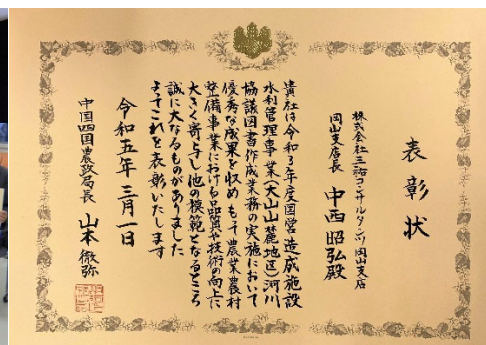 表彰状
株式会社三祐コンサルタンツ岡山支店
岡山支店長 中西昭弘殿
貴社は令和3年度国営造成施設
水利管理事業(大山山麓地区)河川
協議図書作成業務の実施において
優秀な成果を収め もって農業農村
整備事業における品質や技術の向上に
大きく寄与し他の模範となるところ
誠に大なるものがありました
よってこれを表彰いたします
令和五年三月一日
中国四国農政局長 山本徹弥